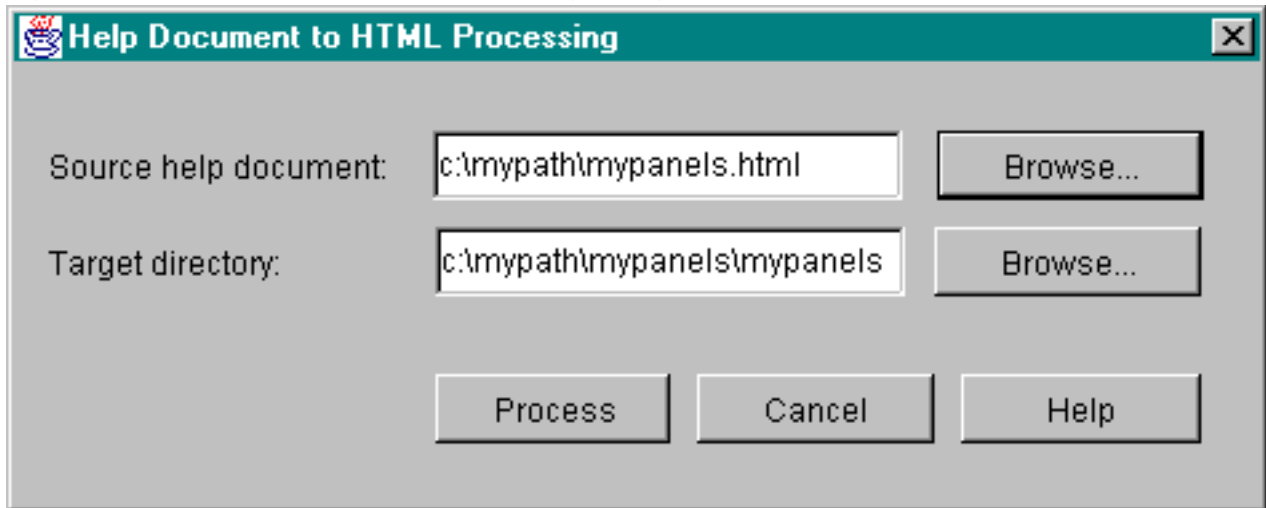 Help Document to HTML Processing
Source help document: c:\mypath\mypanels.html Browse...
Target directory: c:\mypath\mypanels\mypanels Browse...
Process Cancel Help